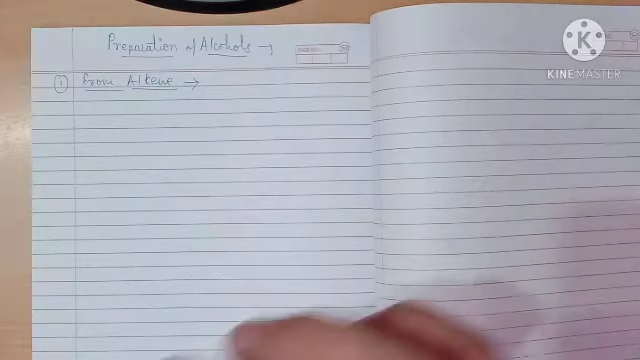 Preparation of Alcohols →
① From Alkene →
KINEMASTER